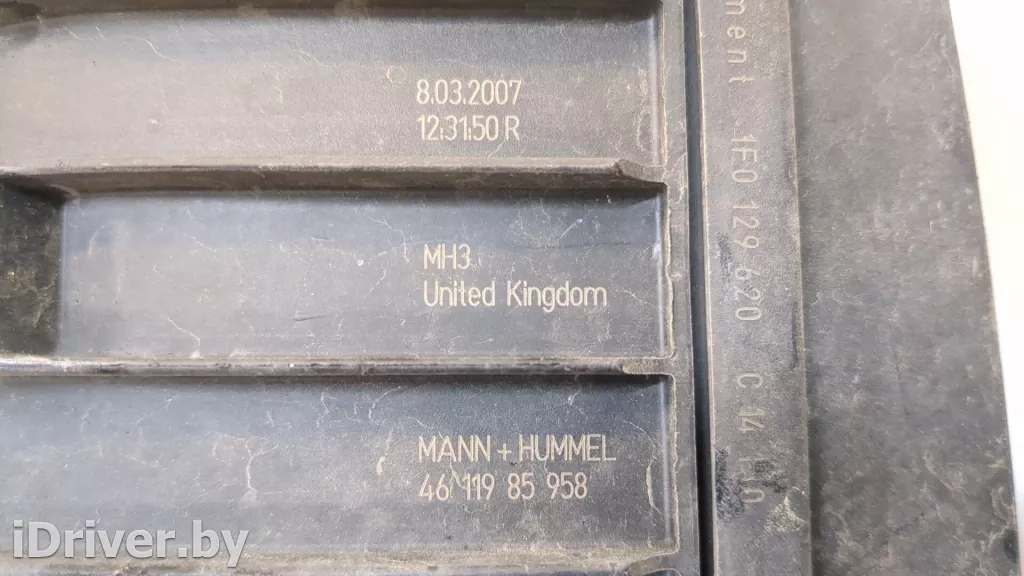 8.03.2007
12:31:50 R
MH3
United Kingdom
MANN + HUMMEL
46 119 85 958
ment 1F0 129 620 C 14
iDriver.by